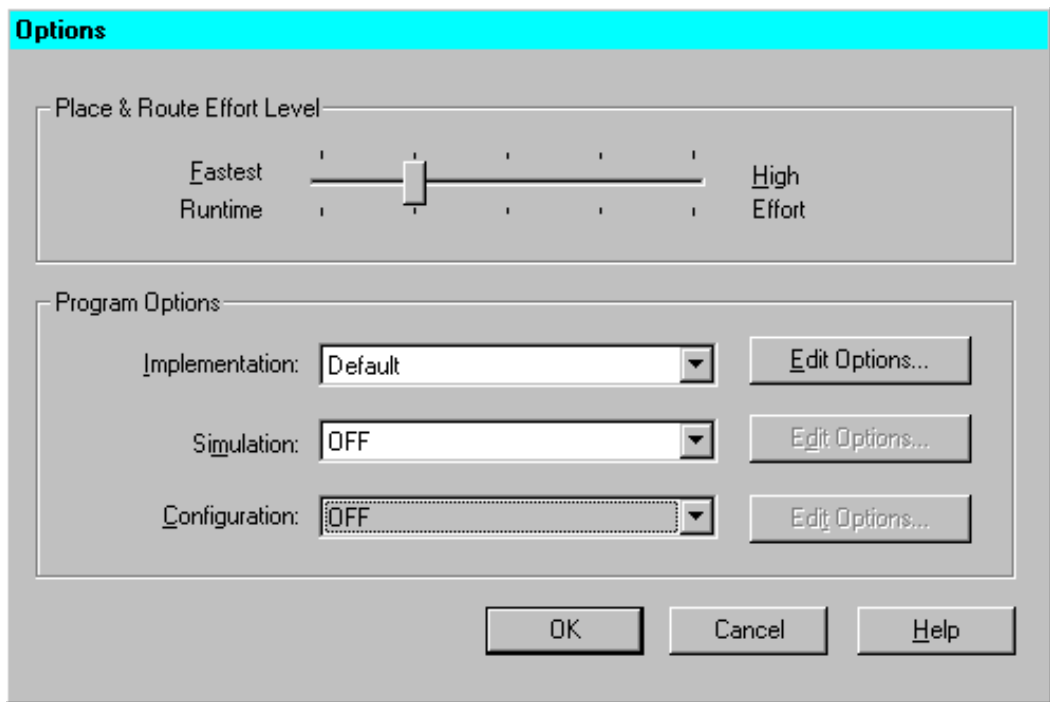 Options
Place & Route Effort Level
Fastest High
Runtime Effort
Program Options
Implementation: Default Edit Options...
Simulation: OFF Edit Options...
Configuration: OFF Edit Options...
OK Cancel Help